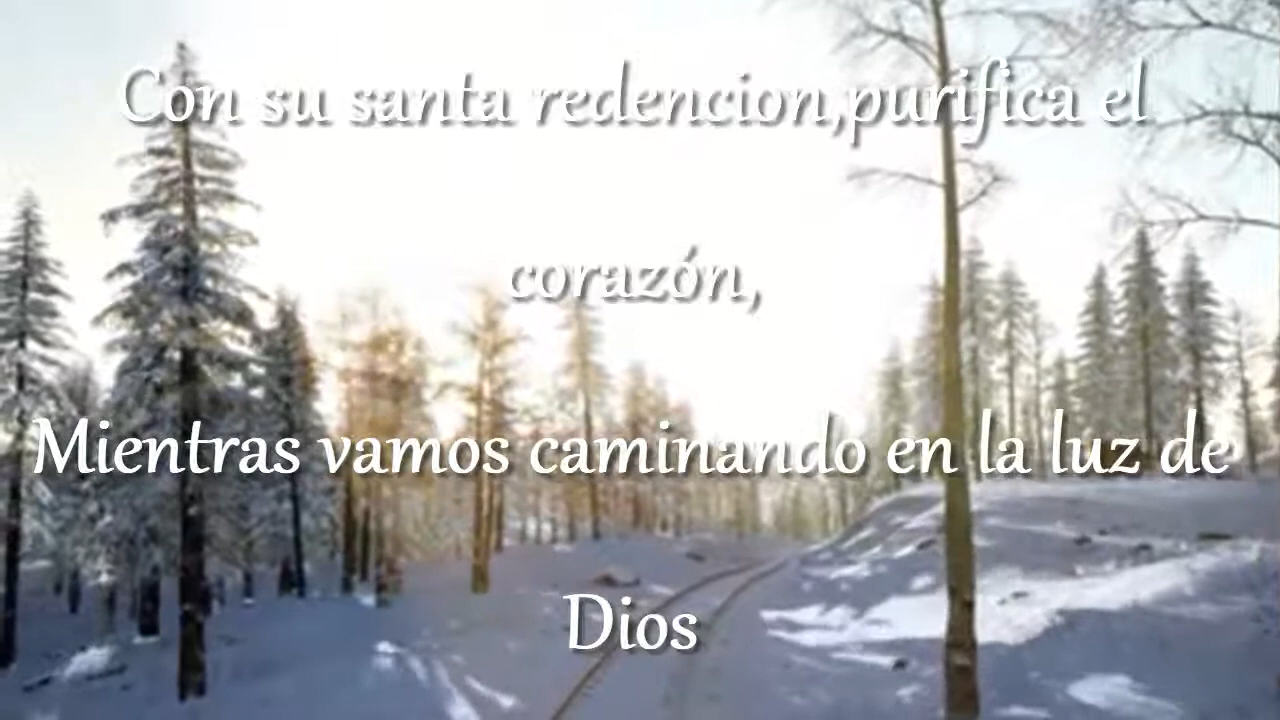 Con su santa redencion,purifica el
corazón,
Mientras vamos caminando en la luz de
Dios